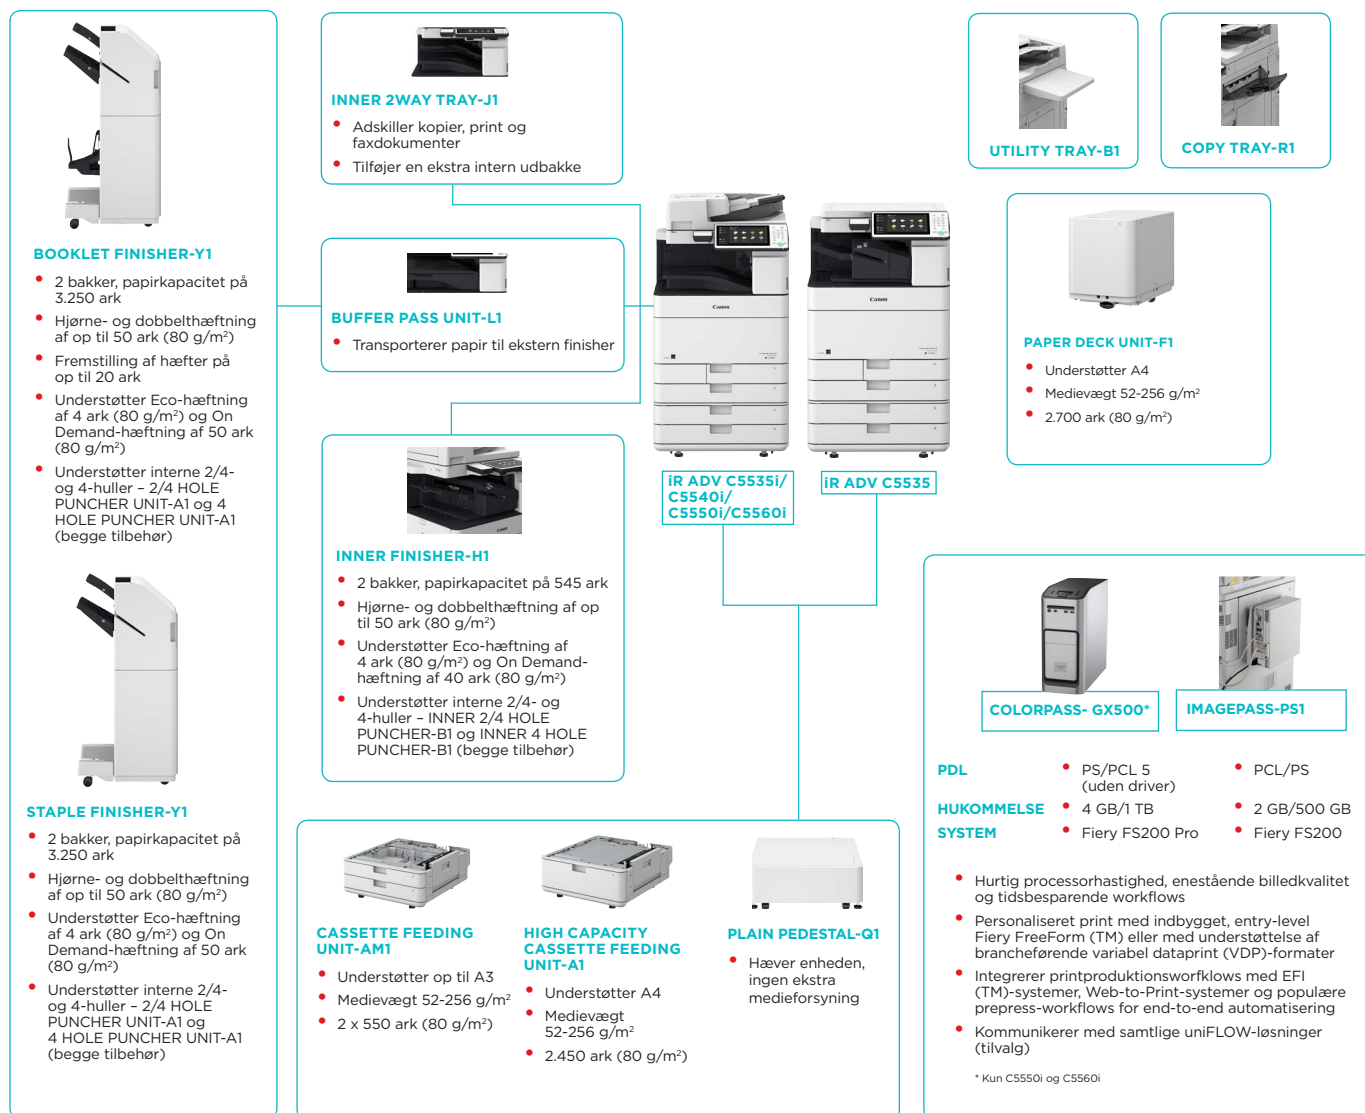 BOOKLET FINISHER-Y1
• 2 bakker, papirkapacitet på
3.250 ark
• Hjørne- og dobbelthæftning
af op til 50 ark (80 g/m²)
• Fremstilling af hæfter på
op til 20 ark
• Understøtter Eco-hæftning
af 4 ark (80 g/m²) og On
Demand-hæftning af 50 ark
(80 g/m²)
• Understøtter interne 2/4-
og 4-huller – 2/4 HOLE
PUNCHER UNIT-A1 og 4
HOLE PUNCHER UNIT-A1
(begge tilbehør)
STAPLE FINISHER-Y1
• 2 bakker, papirkapacitet på
3.250 ark
• Hjørne- og dobbelthæftning
af op til 50 ark (80 g/m²)
• Understøtter Eco-hæftning
af 4 ark (80 g/m²) og On
Demand-hæftning af 50 ark
(80 g/m²)
• Understøtter interne 2/4-
og 4-huller – 2/4 HOLE
PUNCHER UNIT-A1 og
4 HOLE PUNCHER UNIT-A1
(begge tilbehør)
INNER 2WAY TRAY-J1
• Adskiller kopier, print og
faxdokumenter
• Tilføjer en ekstra intern udbakke
BUFFER PASS UNIT-L1
• Transporterer papir til ekstern finisher
INNER FINISHER-H1
• 2 bakker, papirkapacitet på 545 ark
• Hjørne- og dobbelthæftning af op
til 50 ark (80 g/m²)
• Understøtter Eco-hæftning af
4 ark (80 g/m²) og On Demand-
hæftning af 40 ark (80 g/m²)
• Understøtter interne 2/4- og
4-huller – INNER 2/4 HOLE
PUNCHER-B1 og INNER 4 HOLE
PUNCHER-B1 (begge tilbehør)
Canon
Canon
iR ADV C5535i/
C5540i/
C5550i/C5560i
iR ADV C5535
UTILITY TRAY-B1
COPY TRAY-R1
PAPER DECK UNIT-F1
• Understøtter A4
• Medievægt 52-256 g/m²
• 2.700 ark (80 g/m²)
CASSETTE FEEDING
UNIT-AM1
• Understøtter op til A3
• Medievægt 52-256 g/m²
• 2 x 550 ark (80 g/m²)
HIGH CAPACITY
CASSETTE FEEDING
UNIT-A1
• Understøtter A4
• Medievægt
52-256 g/m²
• 2.450 ark (80 g/m²)
PLAIN PEDESTAL-Q1
• Hæver enheden,
ingen ekstra
medieforsyning
COLORPASS- GX500*
IMAGEPASS-PS1
PDL • PS/PCL 5 • PCL/PS
(uden driver)
HUKOMMELSE • 4 GB/1 TB • 2 GB/500 GB
SYSTEM • Fiery FS200 Pro • Fiery FS200
• Hurtig processorhastighed, enestående billedkvalitet
og tidsbesparende workflows
• Personaliseret print med indbygget, entry-level
Fiery FreeForm (TM) eller med understøttelse af
brancheførende variabel dataprint (VDP)-formater
• Integrerer printproduktionsworfklows med EFI
(TM)-systemer, Web-to-Print-systemer og populære
prepress-workflows for end-to-end automatisering
• Kommunikerer med samtlige uniFLOW-løsninger
(tilvalg)
* Kun C5550i og C5560i